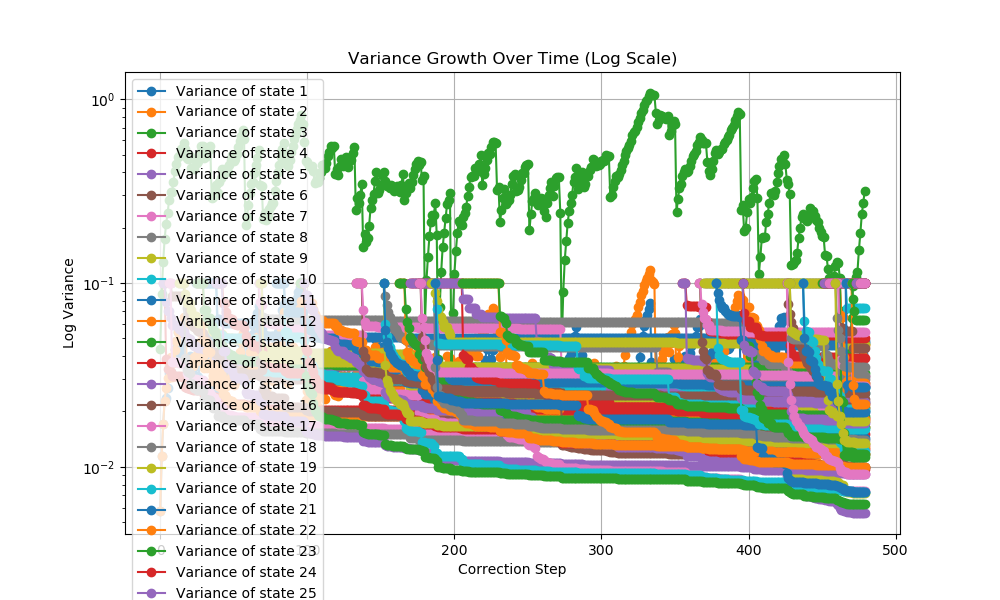 Variance Growth Over Time (Log Scale)
Log Variance
10⁰
10⁻¹
10⁻²
Variance of state 1
Variance of state 2
Variance of state 3
Variance of state 4
Variance of state 5
Variance of state 6
Variance of state 7
Variance of state 8
Variance of state 9
Variance of state 10
Variance of state 11
Variance of state 12
Variance of state 13
Variance of state 14
Variance of state 15
Variance of state 16
Variance of state 17
Variance of state 18
Variance of state 19
Variance of state 20
Variance of state 21
Variance of state 22
Variance of state 23
Variance of state 24
Variance of state 25
0 100 200 300 400 500
Correction Step